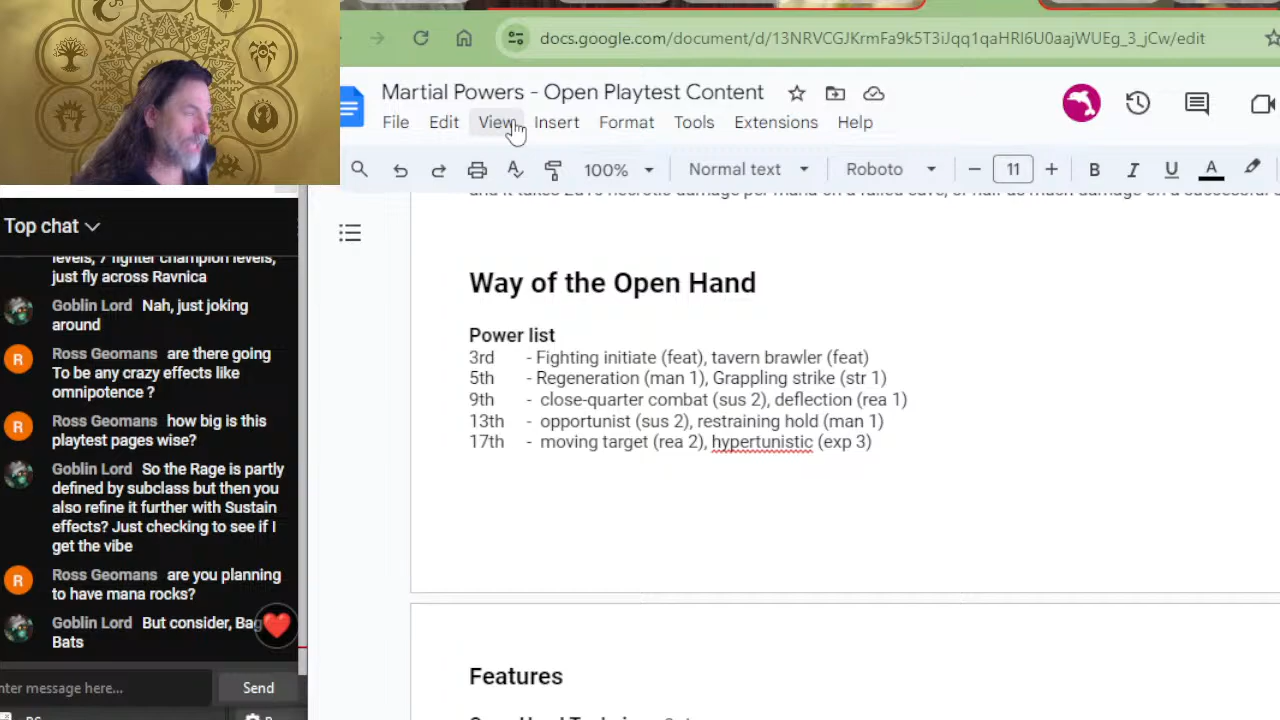 docs.google.com/document/d/13NRVCGJKrmFa9k5T3iJqq1qaHRl6U0aajWUEg_3_jCw/edit
Martial Powers - Open Playtest Content
File Edit View Insert Format Tools Extensions Help
100% Normal text Roboto 11 B I U A
Top chat
levels, 7 fighter champion levels,
just fly across Ravnica
Goblin Lord Nah, just joking
around
Ross Geomans are there going
To be any crazy effects like
omnipotence ?
Ross Geomans how big is this
playtest pages wise?
Goblin Lord So the Rage is partly
defined by subclass but then you
also refine it further with Sustain
effects? Just checking to see if I
get the vibe
Ross Geomans are you planning
to have mana rocks?
Goblin Lord But consider, Bag
Bats
nter message here...
Send
Way of the Open Hand
Power list
3rd - Fighting initiate (feat), tavern brawler (feat)
5th - Regeneration (man 1), Grappling strike (str 1)
9th - close-quarter combat (sus 2), deflection (rea 1)
13th - opportunist (sus 2), restraining hold (man 1)
17th - moving target (rea 2), hypertunistic (exp 3)
Features